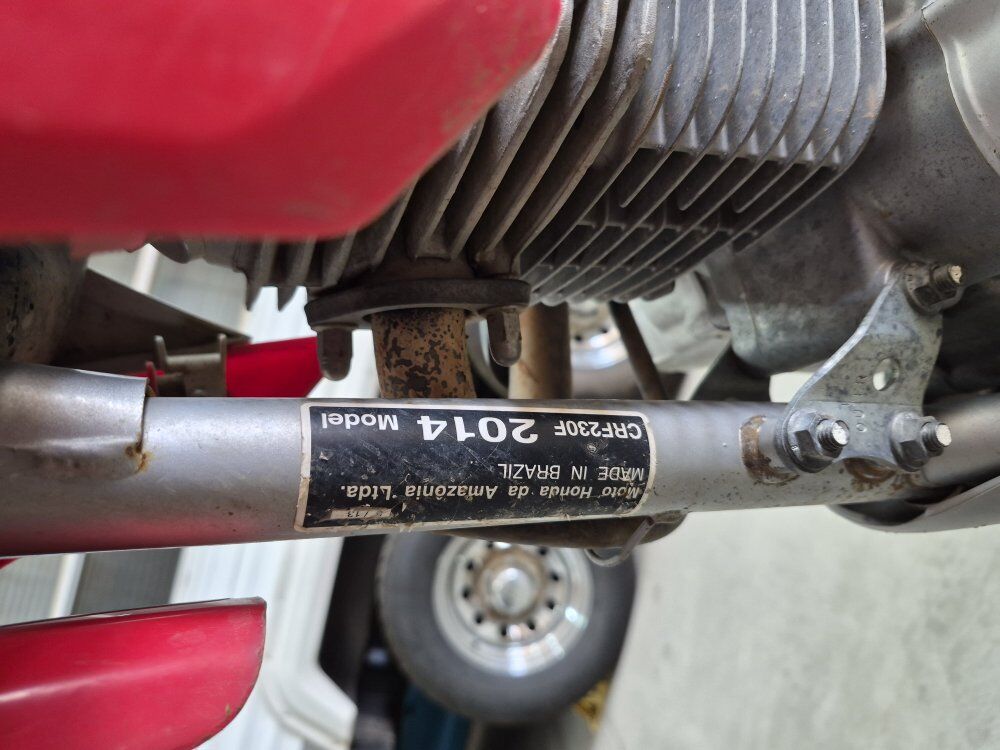 Moto Honda da Amazônia Ltda.
MADE IN BRAZIL
CRF230F 2014 Model